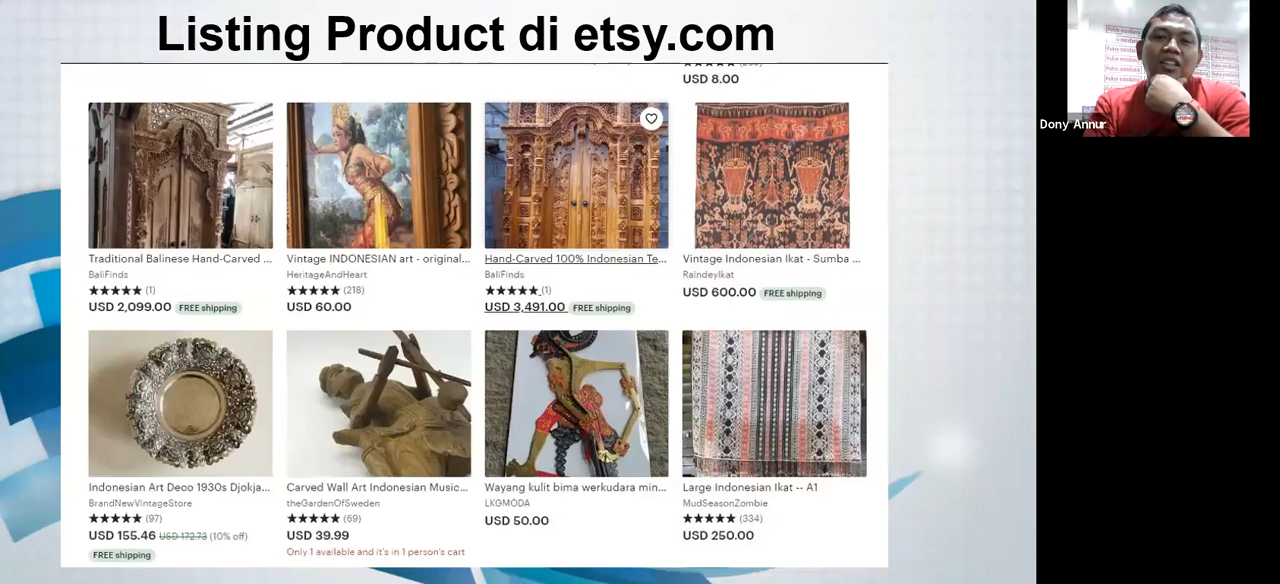 Listing Product di etsy.com
USD 8.00
Traditional Balinese Hand-Carved ...
BaliFinds
(1)
USD 2,099.00 FREE shipping
Vintage INDONESIAN art - original...
HeritageAndHeart
(218)
USD 60.00
Hand-Carved 100% Indonesian Te...
BaliFinds
(1)
USD 3,491.00 FREE shipping
Vintage Indonesian Ikat - Sumba ...
RaindeyIkat
USD 600.00 FREE shipping
Indonesian Art Deco 1930s Djokja...
BrandNewVintageStore
(97)
USD 155.46 USD 172.73 (10% off)
FREE shipping
Carved Wall Art Indonesian Music...
theGardenOfSweden
(69)
USD 39.99
Only 1 available and it's in 1 person's cart
Wayang kulit bima werkudara min...
LKGMODA
USD 50.00
Large Indonesian Ikat -- A1
MudSeasonZombie
(334)
USD 250.00
Dony Annur